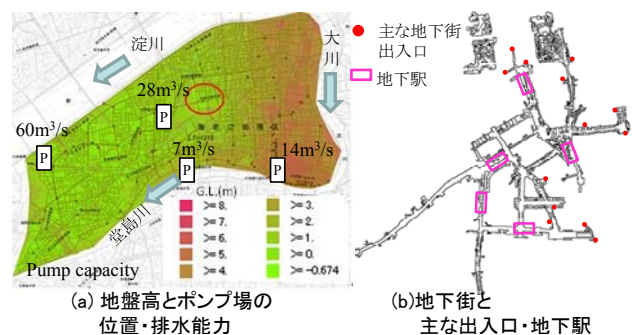 淀川
大川
28m³/s
60m³/s
7m³/s
14m³/s
P
P
P
P
堂島川
G.L.(m)
>= 8.
>= 7.
>= 6.
>= 5.
>= 4.
>= 3.
>= 2.
>= 1.
>= 0.
>= -0.674
Pump capacity
(a) 地盤高とポンプ場の
位置・排水能力
主な地下街
出入口
地下駅
(b)地下街と
主な出入口・地下駅